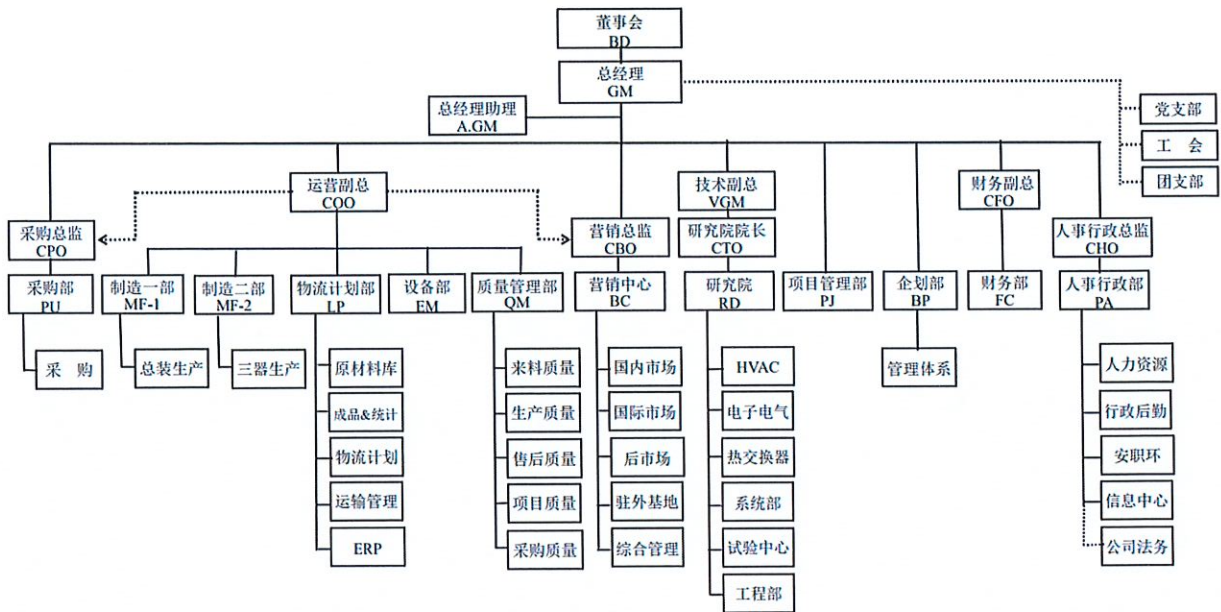 董事会
BD
总经理
GM
总经理助理
A.GM
党支部
工 会
团支部
运营副总
COO
技术副总
VGM
财务副总
CFO
采购总监
CPO
营销总监
CBO
研究院院长
CTO
人事行政总监
CHO
采购部
PU
制造一部
MF-1
制造二部
MF-2
物流计划部
LP
设备部
EM
质量管理部
QM
营销中心
BC
研究院
RD
项目管理部
PJ
企划部
BP
财务部
FC
人事行政部
PA
采 购
总装生产
三器生产
原材料库
成品&统计
物流计划
运输管理
ERP
来料质量
生产质量
售后质量
项目质量
采购质量
国内市场
国际市场
后市场
驻外基地
综合管理
HVAC
电子电气
热交换器
系统部
试验中心
工程部
管理体系
人力资源
行政后勤
安职环
信息中心
公司法务